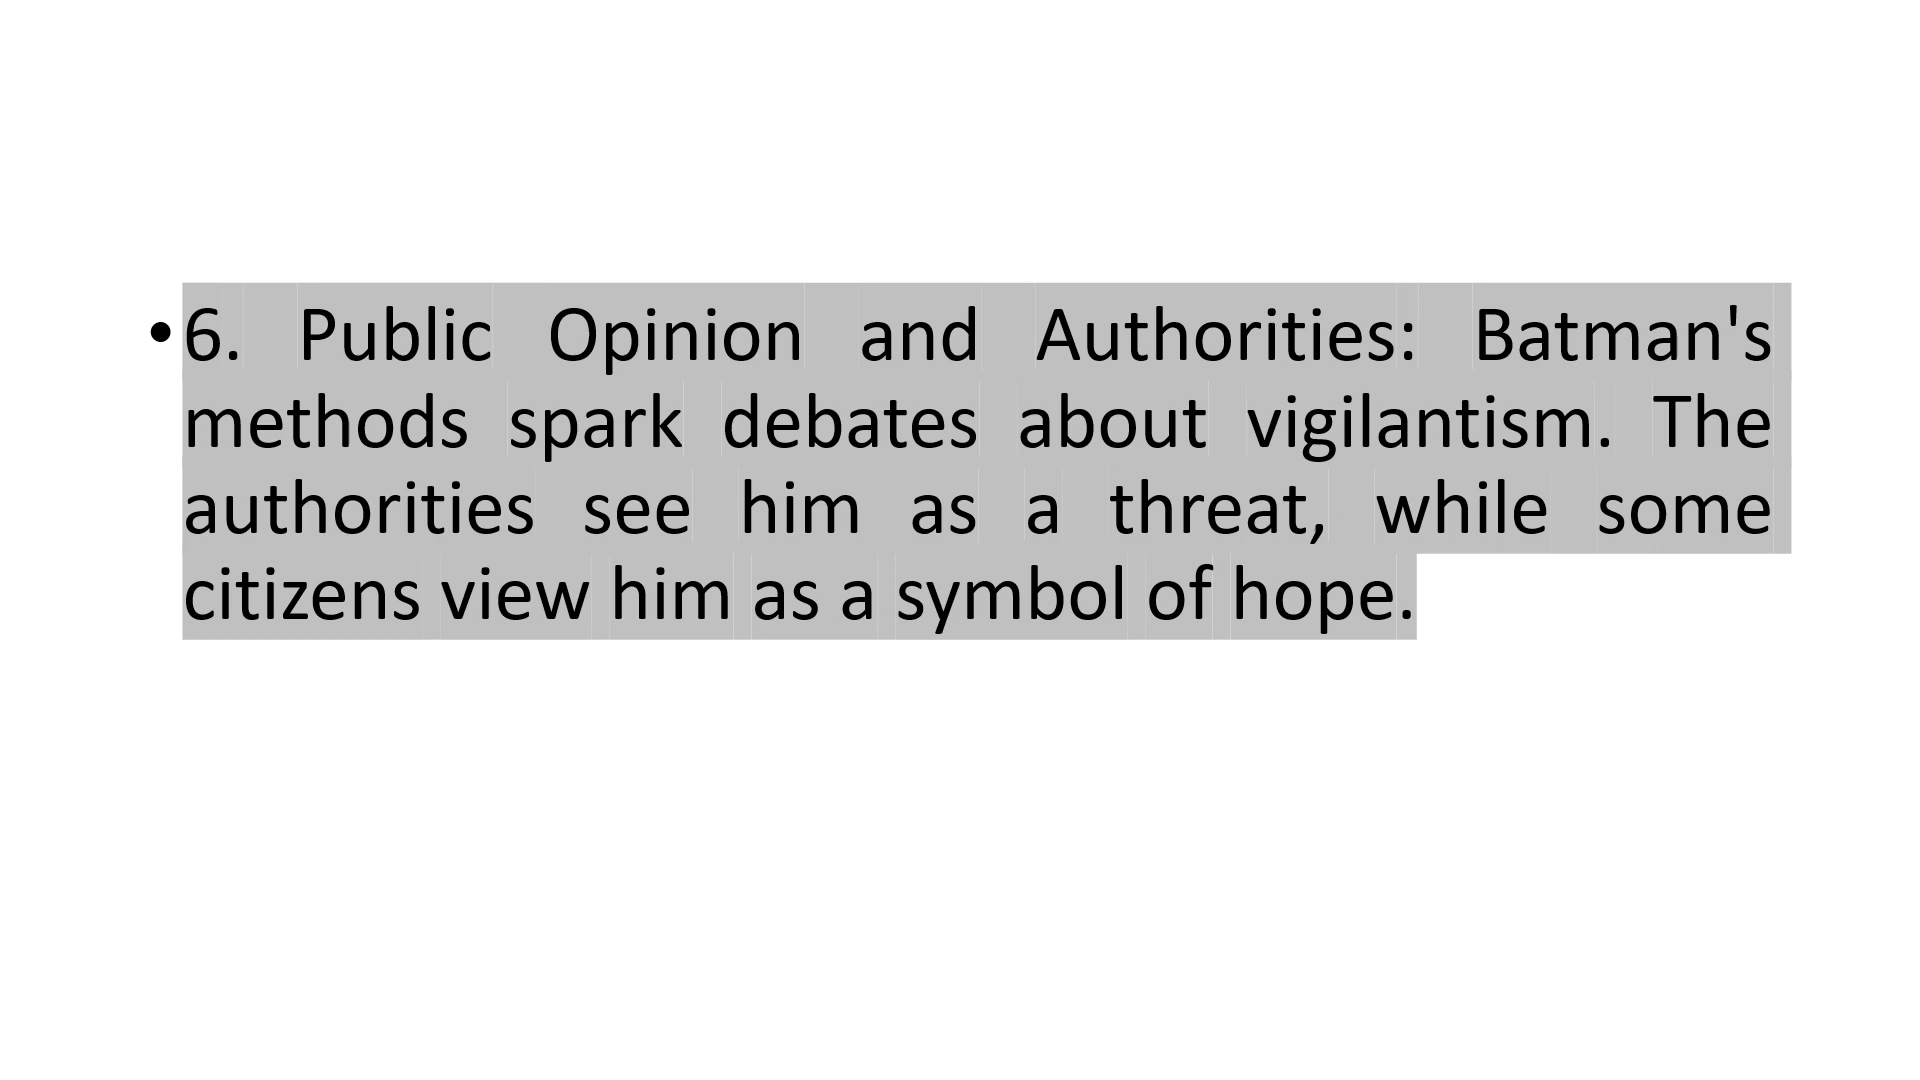 •6. Public Opinion and Authorities: Batman's
methods spark debates about vigilantism. The
authorities see him as a threat, while some
citizens view him as a symbol of hope.